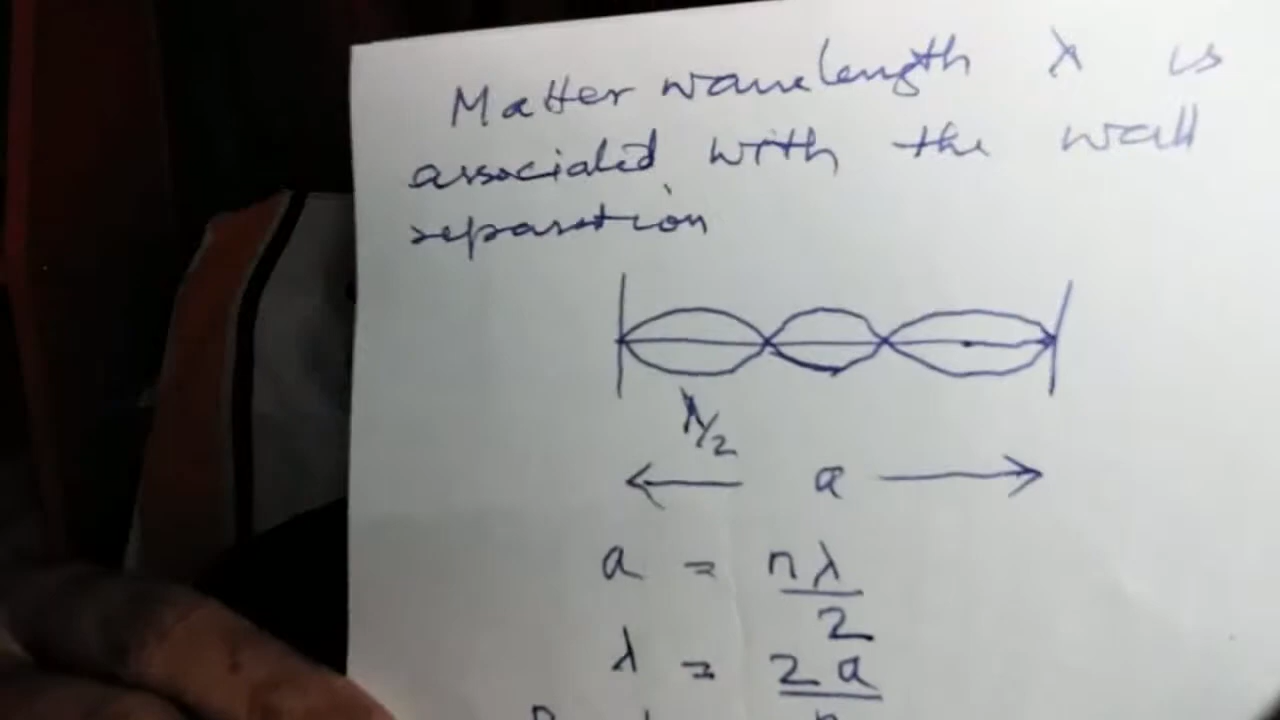 Matter wavelength λ is
associated with the wall
separation
λ/2
a
a = nλ/2
λ = 2a/n